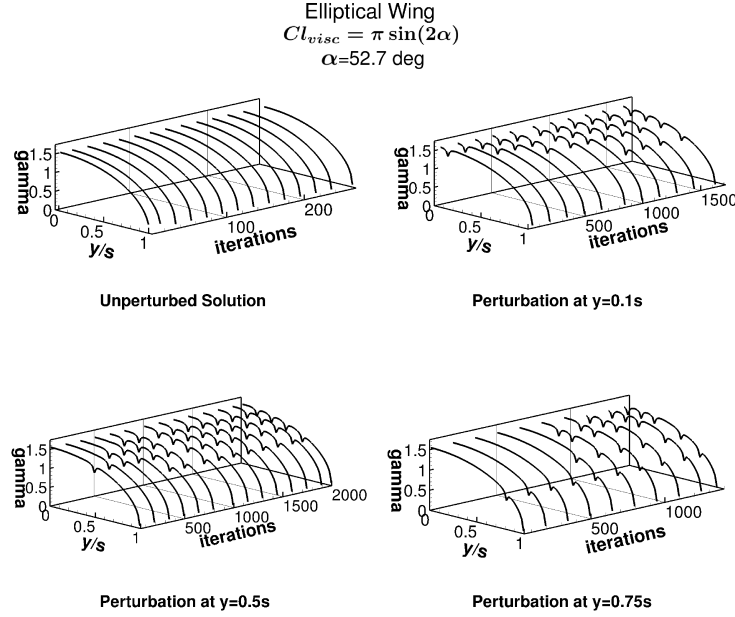 Elliptical Wing
Cl_visc = π sin(2α)
α=52.7 deg
gamma
1.5
1
0.5
0
0
0.5
1
y/s
100
200
iterations
Unperturbed Solution
gamma
1.5
1
0.5
0
0
0.5
1
y/s
500
1000
1500
iterations
Perturbation at y=0.1s
gamma
1.5
1
0.5
0
0
0.5
1
y/s
500
1000
1500
2000
iterations
Perturbation at y=0.5s
gamma
1.5
1
0.5
0
0
0.5
1
y/s
500
1000
iterations
Perturbation at y=0.75s